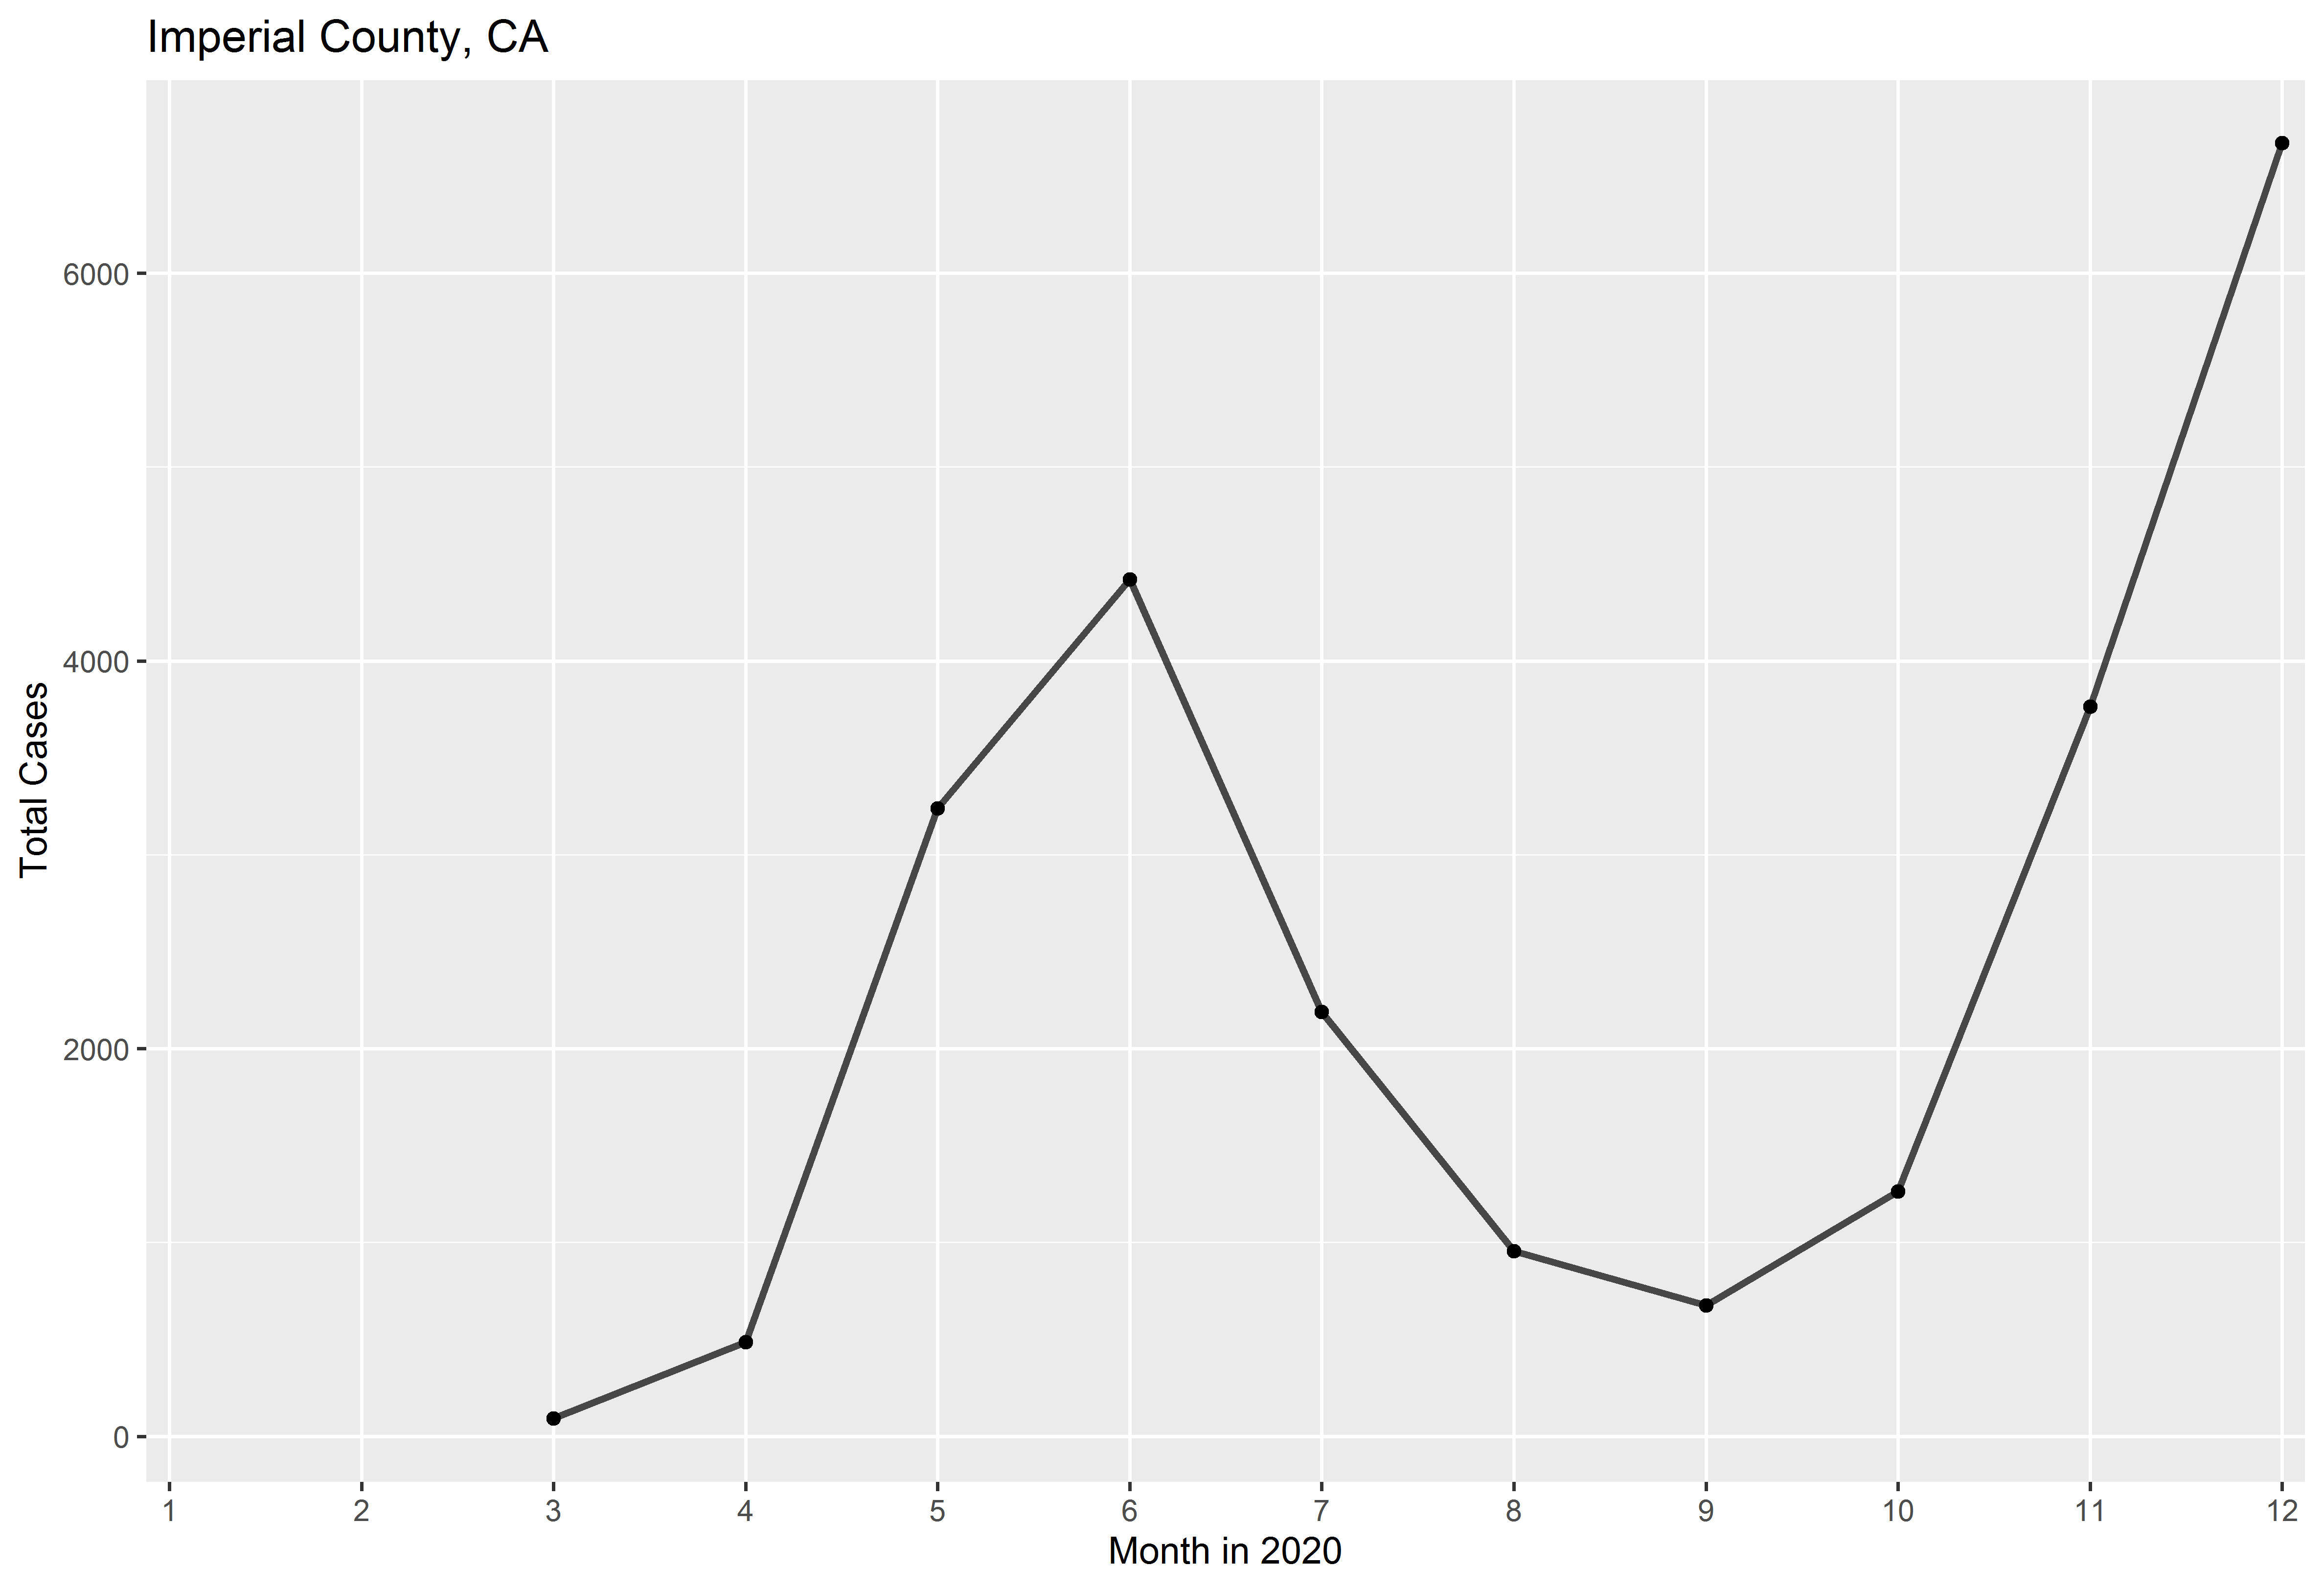 Imperial County, CA
Total Cases
6000
4000
2000
0
1 2 3 4 5 6 7 8 9 10 11 12
Month in 2020